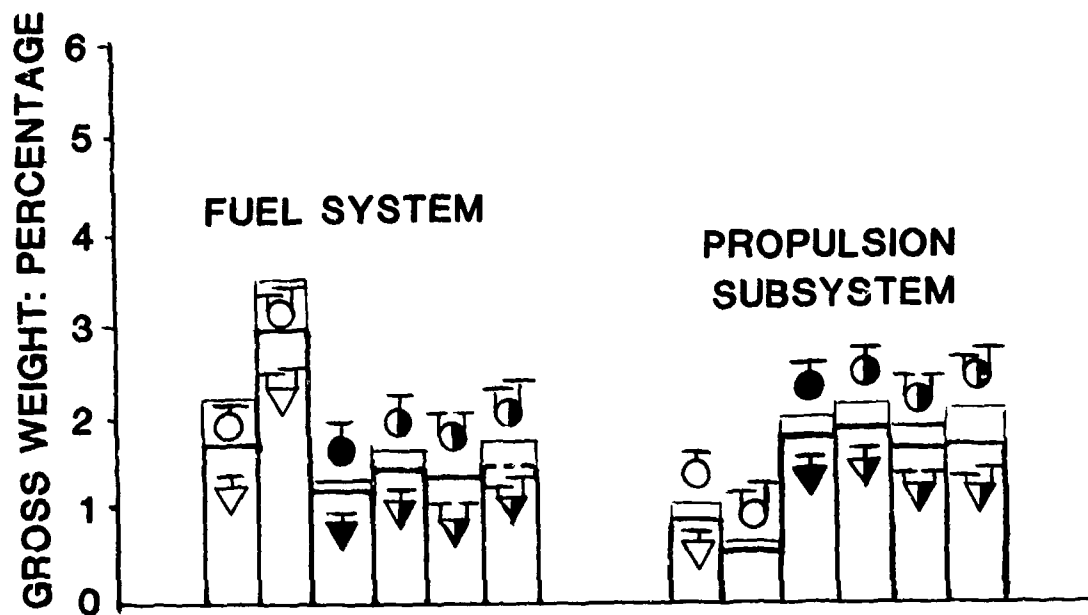 GROSS WEIGHT: PERCENTAGE
6
5
4
3
2
1
0
FUEL SYSTEM
PROPULSION
SUBSYSTEM